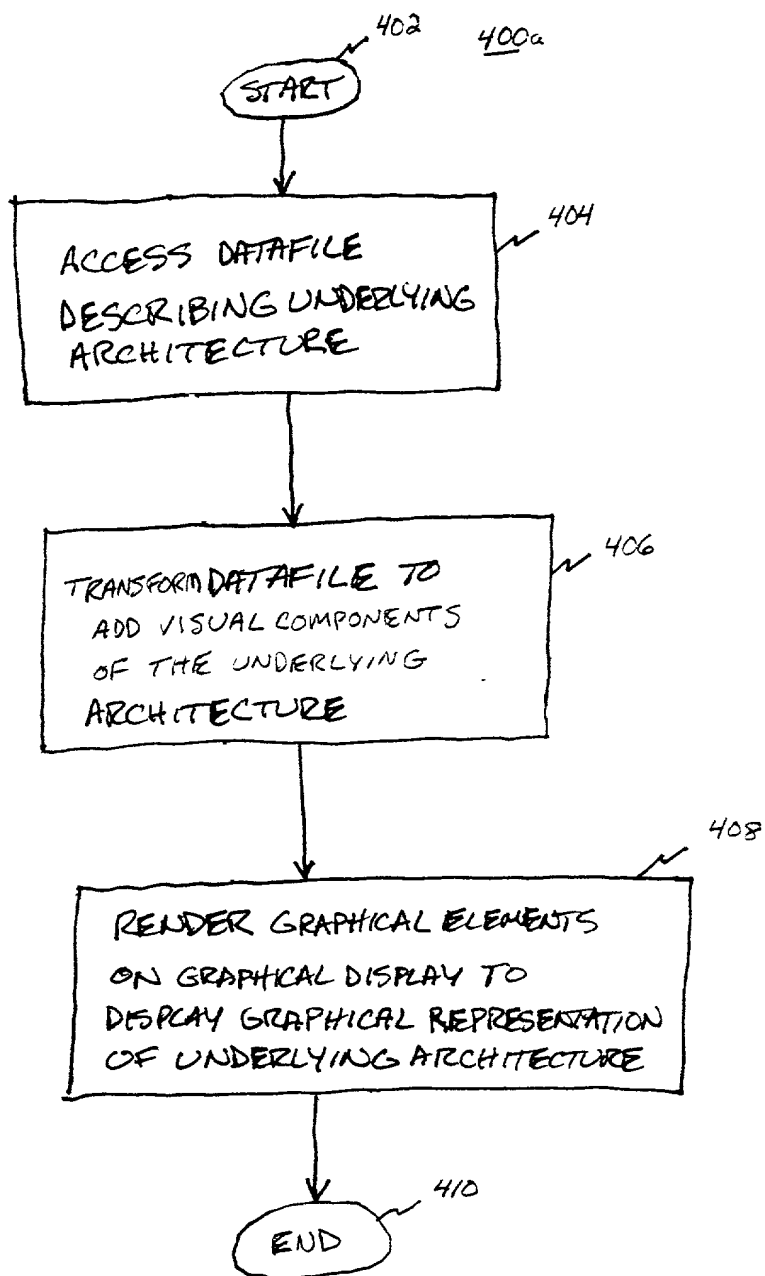 402
400a
START
404
ACCESS DATAFILE
DESCRIBING UNDERLYING
ARCHITECTURE
406
TRANSFORM DATAFILE TO
ADD VISUAL COMPONENTS
OF THE UNDERLYING
ARCHITECTURE
408
RENDER GRAPHICAL ELEMENTS
ON GRAPHICAL DISPLAY TO
DISPLAY GRAPHICAL REPRESENTATION
OF UNDERLYING ARCHITECTURE
410
END